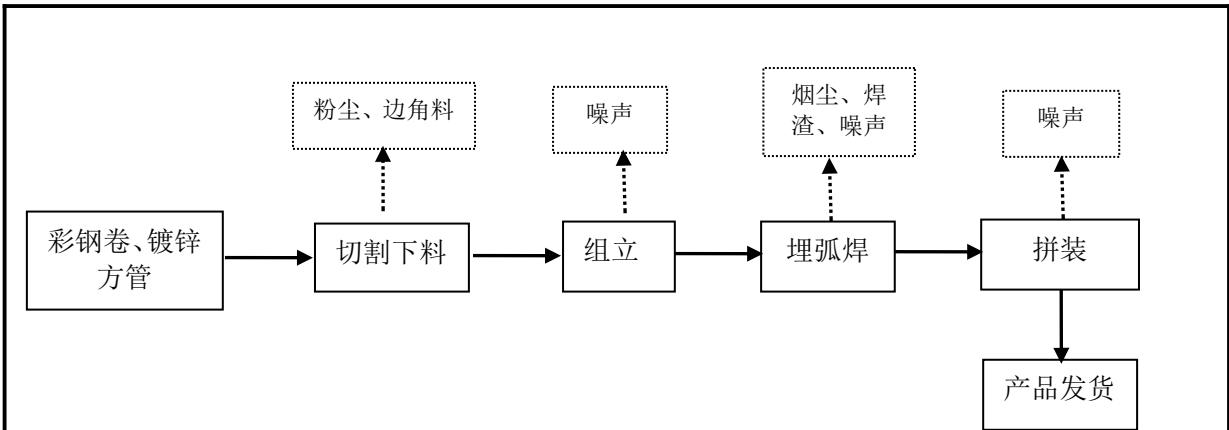 粉尘、边角料
噪声
烟尘、焊
渣、噪声
噪声
彩钢卷、镀锌
方管
切割下料
组立
埋弧焊
拼装
产品发货